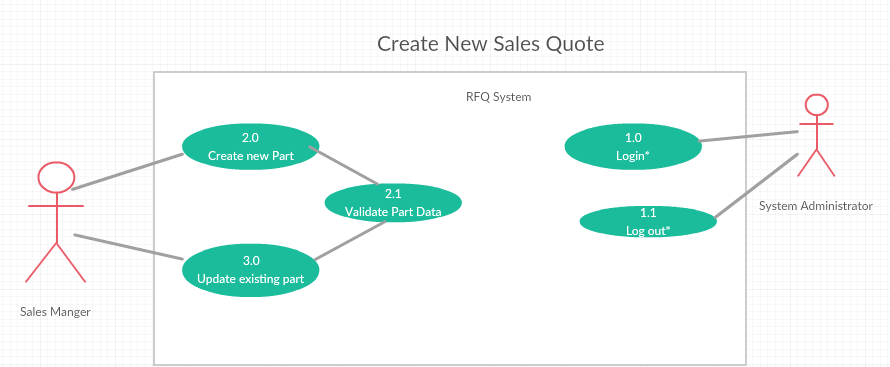 Create New Sales Quote
RFQ System
2.0
Create new Part
1.0
Login*
2.1
Validate Part Data
System Administrator
1.1
Log out*
3.0
Update existing part
Sales Manger